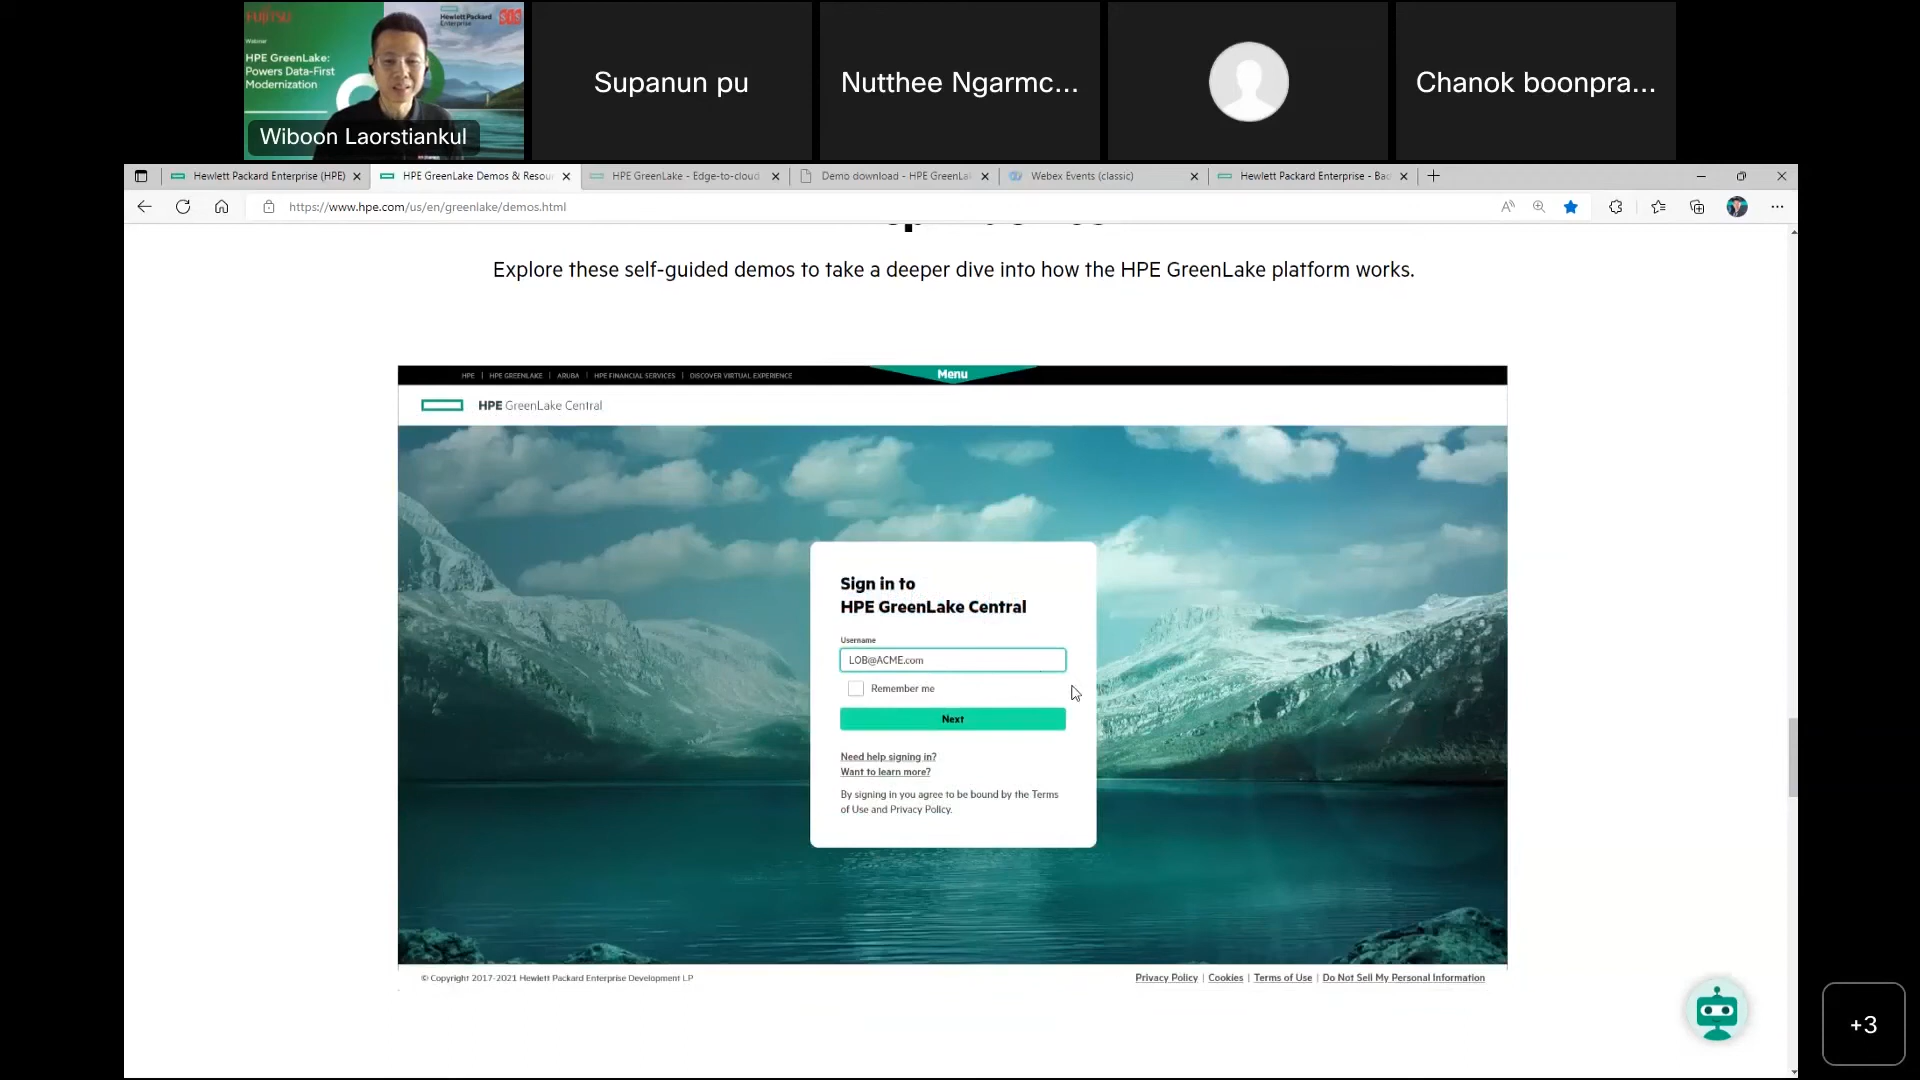 FUJITSU
Hewlett Packard
Enterprise
Webinar
HPE GreenLake:
Powers Data-First
Modernization
Wiboon Laorstiankul
Supanun pu
Nutthee Ngarmc...
Chanok boonpra...
Hewlett Packard Enterprise (HPE)
HPE GreenLake Demos & Resou
HPE GreenLake - Edge-to-cloud
Demo download - HPE GreenLa
Webex Events (classic)
Hewlett Packard Enterprise - Ba
https://www.hpe.com/us/en/greenlake/demos.html
Explore these self-guided demos to take a deeper dive into how the HPE GreenLake platform works.
HPE | HPE GREENLAKE | ARUBA | HPE FINANCIAL SERVICES | DISCOVER VIRTUAL EXPERIENCE
Menu
HPE GreenLake Central
Sign in to
HPE GreenLake Central
Username
LOB@ACME.com
Remember me
Next
Need help signing in?
Want to learn more?
By signing in you agree to be bound by the Terms
of Use and Privacy Policy.
© Copyright 2017-2021 Hewlett Packard Enterprise Development LP
Privacy Policy | Cookies | Terms of Use | Do Not Sell My Personal Information
+3